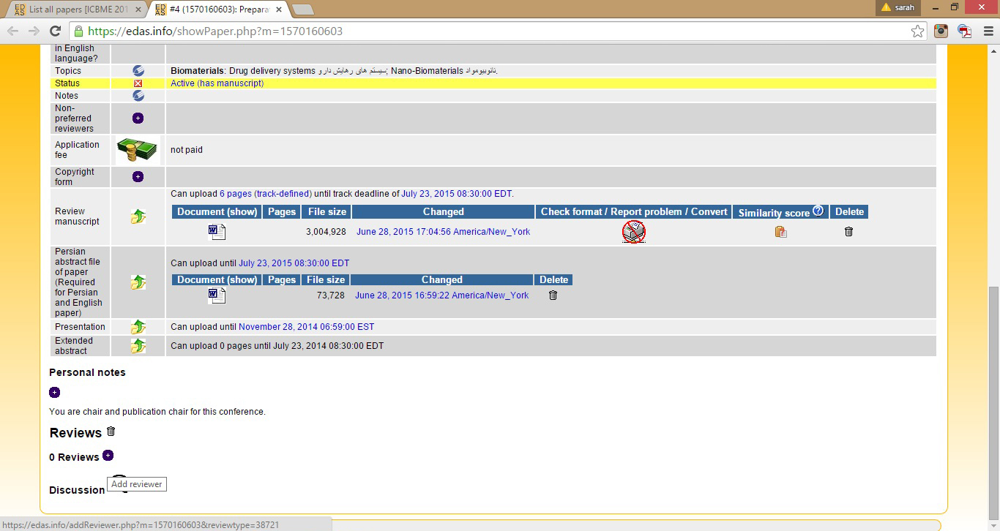 List all papers [ICBME 201
#4 (1570160603): Preparat
sarah
https://edas.info/showPaper.php?m=1570160603
in English
language?
Topics
Biomaterials: Drug delivery systems سیستم های رهایش دارو; Nano-Biomaterials نانوبیومواد.
Status
Active (has manuscript)
Notes
Non-
preferred
reviewers
Application
fee
not paid
Copyright
form
Review
manuscript
Can upload 6 pages (track-defined) until track deadline of July 23, 2015 08:30:00 EDT.
Document (show) Pages File size Changed Check format / Report problem / Convert Similarity score Delete
3,004,928 June 28, 2015 17:04:56 America/New_York
Persian
abstract file
of paper
(Required
for Persian
and English
paper)
Can upload until July 23, 2015 08:30:00 EDT
Document (show) Pages File size Changed Delete
73,728 June 28, 2015 16:59:22 America/New_York
Presentation
Can upload until November 28, 2014 06:59:00 EST
Extended
abstract
Can upload 0 pages until July 23, 2014 08:30:00 EDT
Personal notes
You are chair and publication chair for this conference.
Reviews
0 Reviews
Discussion
Add reviewer
https://edas.info/addReviewer.php?m=1570160603&reviewtype=38721